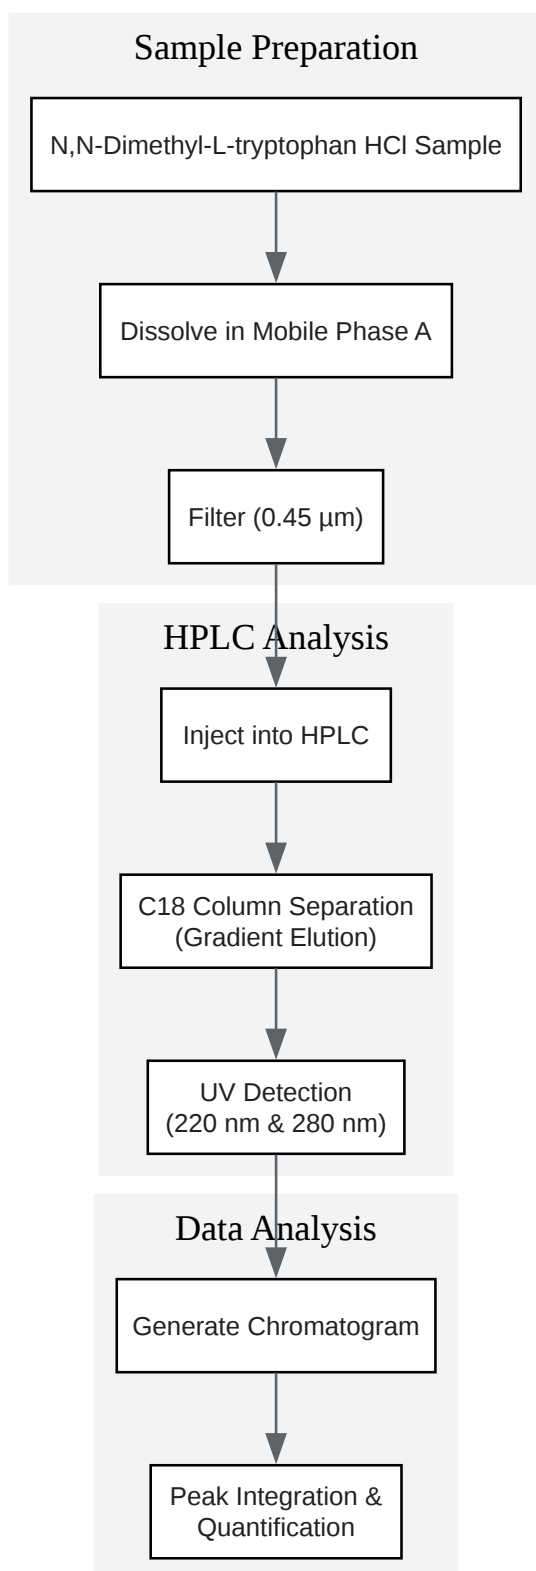 Sample Preparation
N,N-Dimethyl-L-tryptophan HCl Sample
Dissolve in Mobile Phase A
Filter (0.45 µm)
HPLC Analysis
Inject into HPLC
C18 Column Separation
(Gradient Elution)
UV Detection
(220 nm & 280 nm)
Data Analysis
Generate Chromatogram
Peak Integration &
Quantification